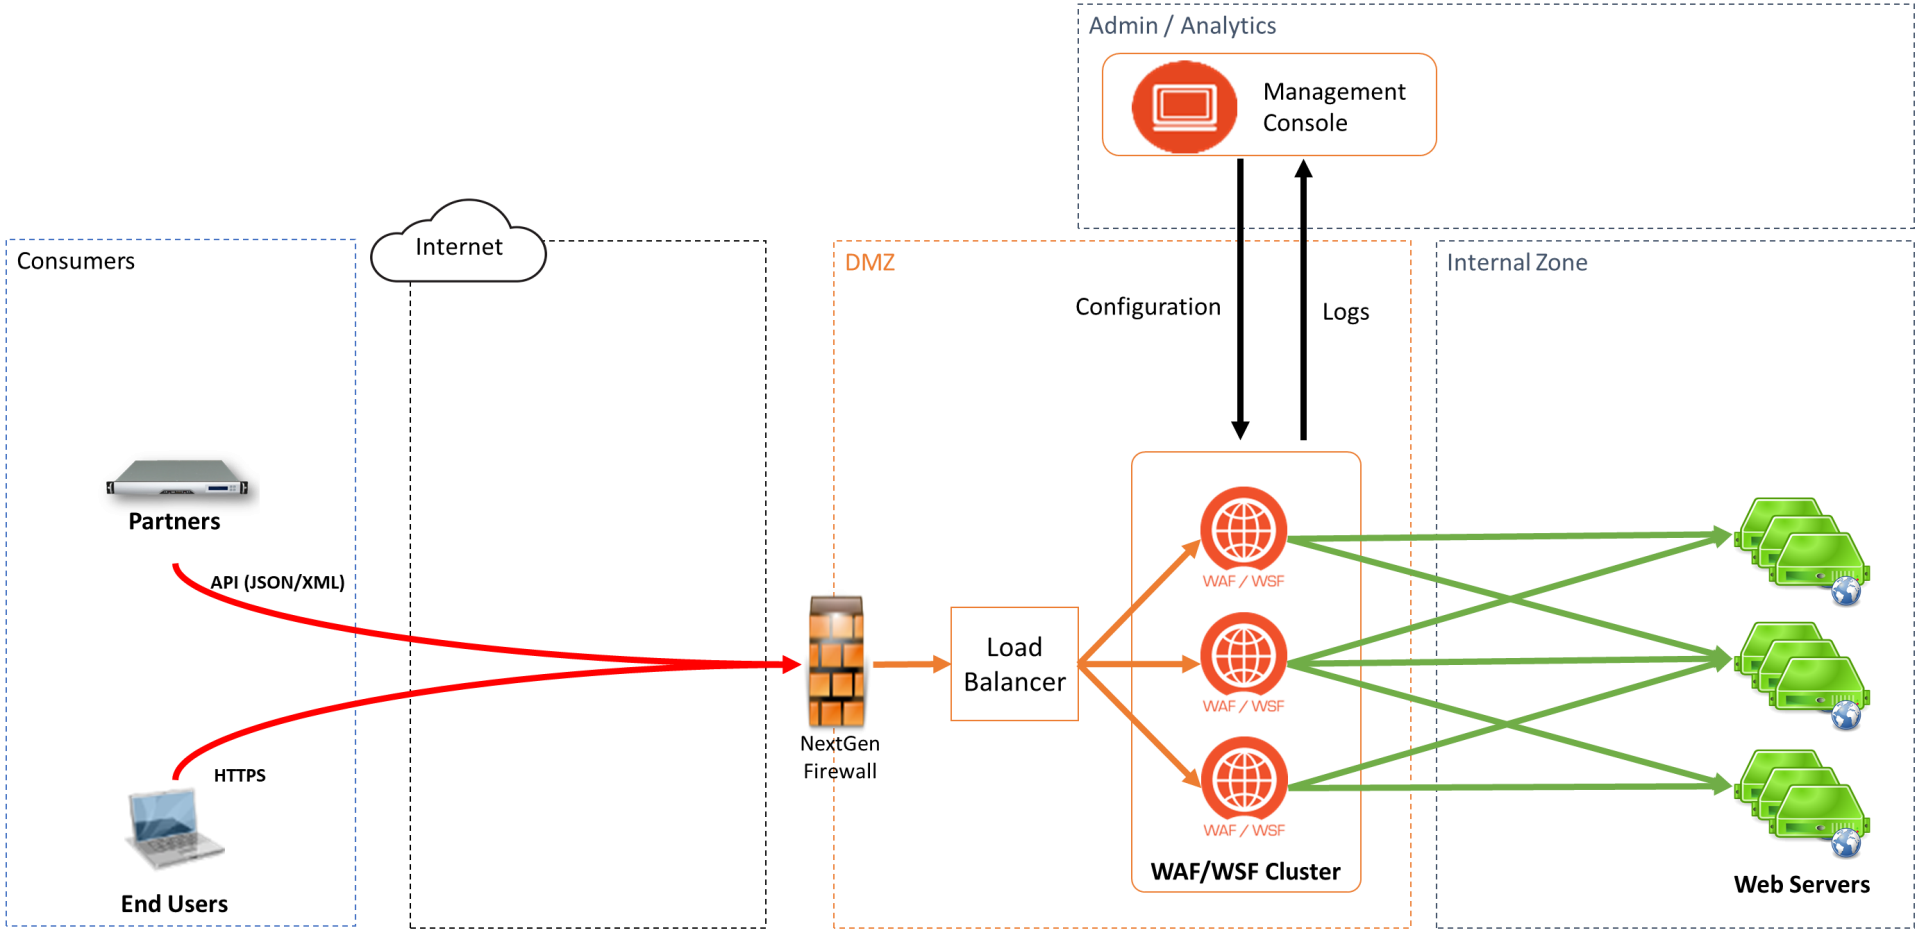 Admin / Analytics
Management
Console
Internet
Consumers
DMZ
Internal Zone
Configuration
Logs
Partners
API (JSON/XML)
WAF / WSF
Load
Balancer
WAF / WSF
NextGen
Firewall
HTTPS
WAF / WSF
WAF/WSF Cluster
Web Servers
End Users